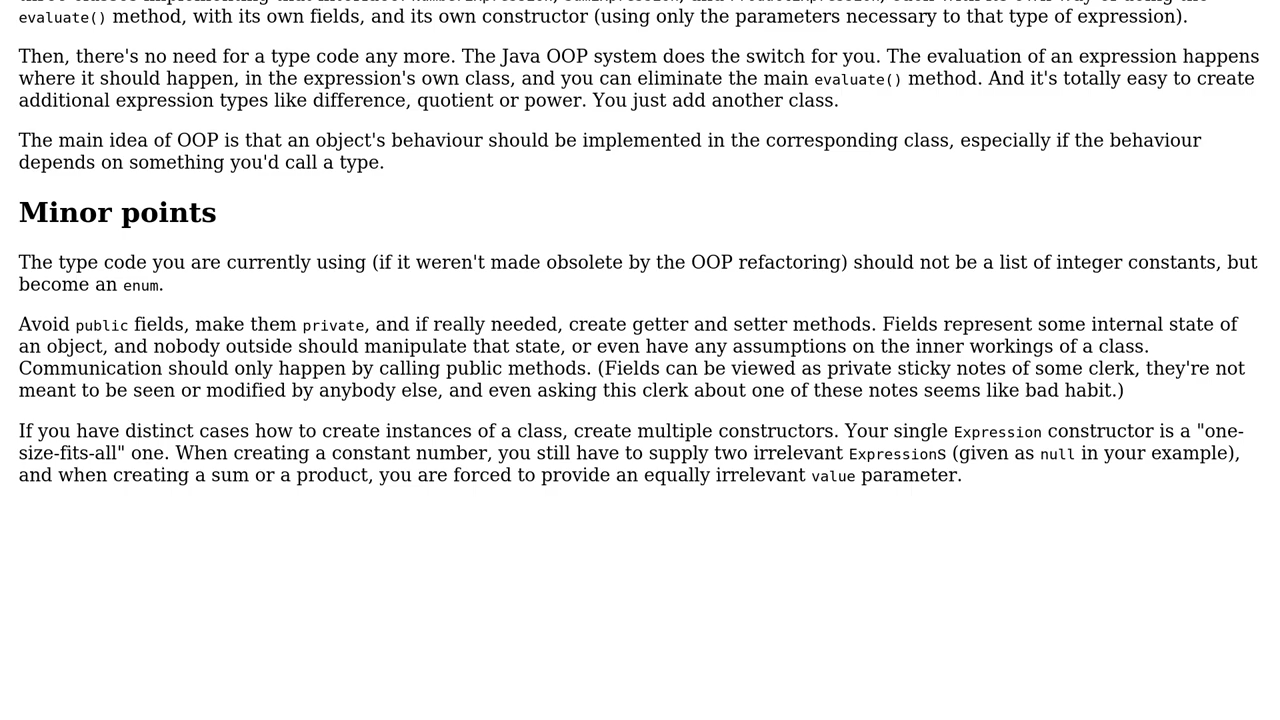 evaluate() method, with its own fields, and its own constructor (using only the parameters necessary to that type of expression).
Then, there's no need for a type code any more. The Java OOP system does the switch for you. The evaluation of an expression happens
where it should happen, in the expression's own class, and you can eliminate the main evaluate() method. And it's totally easy to create
additional expression types like difference, quotient or power. You just add another class.
The main idea of OOP is that an object's behaviour should be implemented in the corresponding class, especially if the behaviour
depends on something you'd call a type.
Minor points
The type code you are currently using (if it weren't made obsolete by the OOP refactoring) should not be a list of integer constants, but
become an enum.
Avoid public fields, make them private, and if really needed, create getter and setter methods. Fields represent some internal state of
an object, and nobody outside should manipulate that state, or even have any assumptions on the inner workings of a class.
Communication should only happen by calling public methods. (Fields can be viewed as private sticky notes of some clerk, they're not
meant to be seen or modified by anybody else, and even asking this clerk about one of these notes seems like bad habit.)
If you have distinct cases how to create instances of a class, create multiple constructors. Your single Expression constructor is a "one-
size-fits-all" one. When creating a constant number, you still have to supply two irrelevant Expressions (given as null in your example),
and when creating a sum or a product, you are forced to provide an equally irrelevant value parameter.